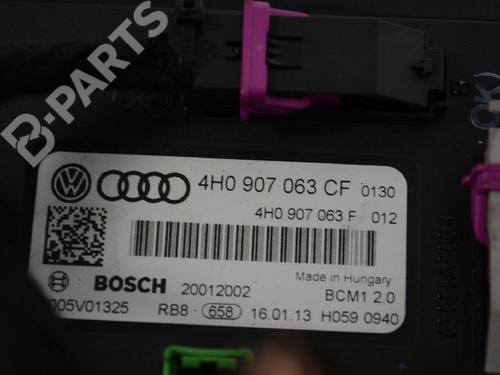 B-PARTS
OK
4H0 907 063 CF 0130
4H0 907 063 F 012
Made in Hungary
BOSCH 20012002 BCM1 2.0
005V01325 RB8- 658 16.01.13 H059 0940